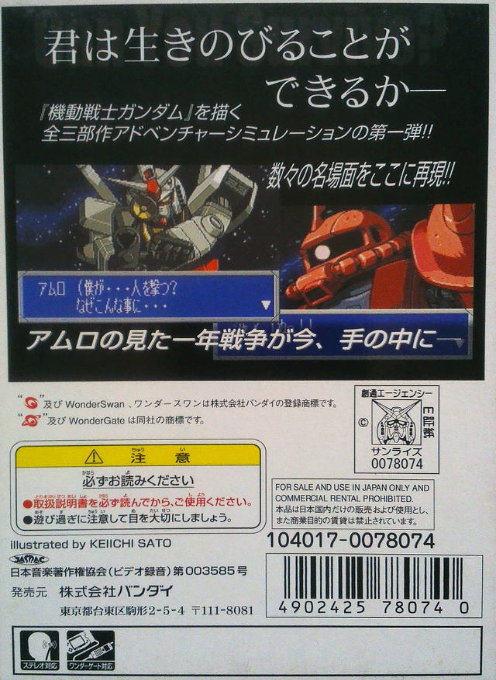 君は生きのびることが
できるか―
『機動戦士ガンダム』を描く
全三部作アドベンチャーシミュレーションの第一弾!!
数々の名場面をここに再現!!
アムロ (僕が・・・人を撃つ?
なぜこんな事に・・・
アムロの見た一年戦争が今、手の中に―
及び WonderSwan 、ワンダースワンは株式会社バンダイの登録商標です。
及び WonderGate は同社の商標です。
創通エージェンシー
©
サンライズ
0078074
注意
必ずお読みください
●取扱説明書を必ず読んでから、ご使用ください。
●遊び過ぎに注意して目を大切にしましょう。
FOR SALE AND USE IN JAPAN ONLY AND
COMMERCIAL RENTAL PROHIBITED.
本品は日本国内だけの販売および使用とし、
また商業目的の賃貸は禁止されています。
illustrated by KEIICHI SATO
104017-0078074
JASRAC
日本音楽著作権協会(ビデオ録音)第003585号
発売元 株式会社 バンダイ
東京都台東区駒形2-5-4 〒111-8081
4902425 780740
ステレオ対応
ワンダーゲート対応